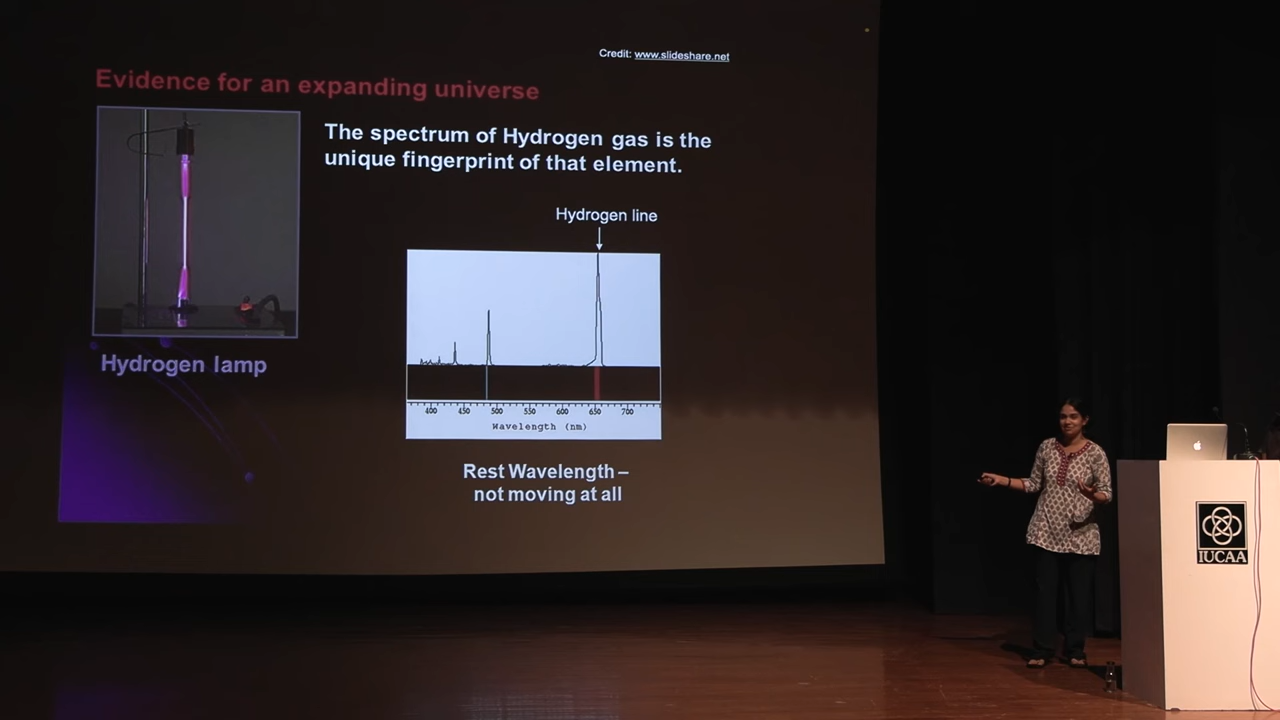 Credit: www.slideshare.net
Evidence for an expanding universe
The spectrum of Hydrogen gas is the
unique fingerprint of that element.
Hydrogen line
Hydrogen lamp
400 450 500 550 600 650 700
Wavelength (nm)
Rest Wavelength –
not moving at all
IUCAA